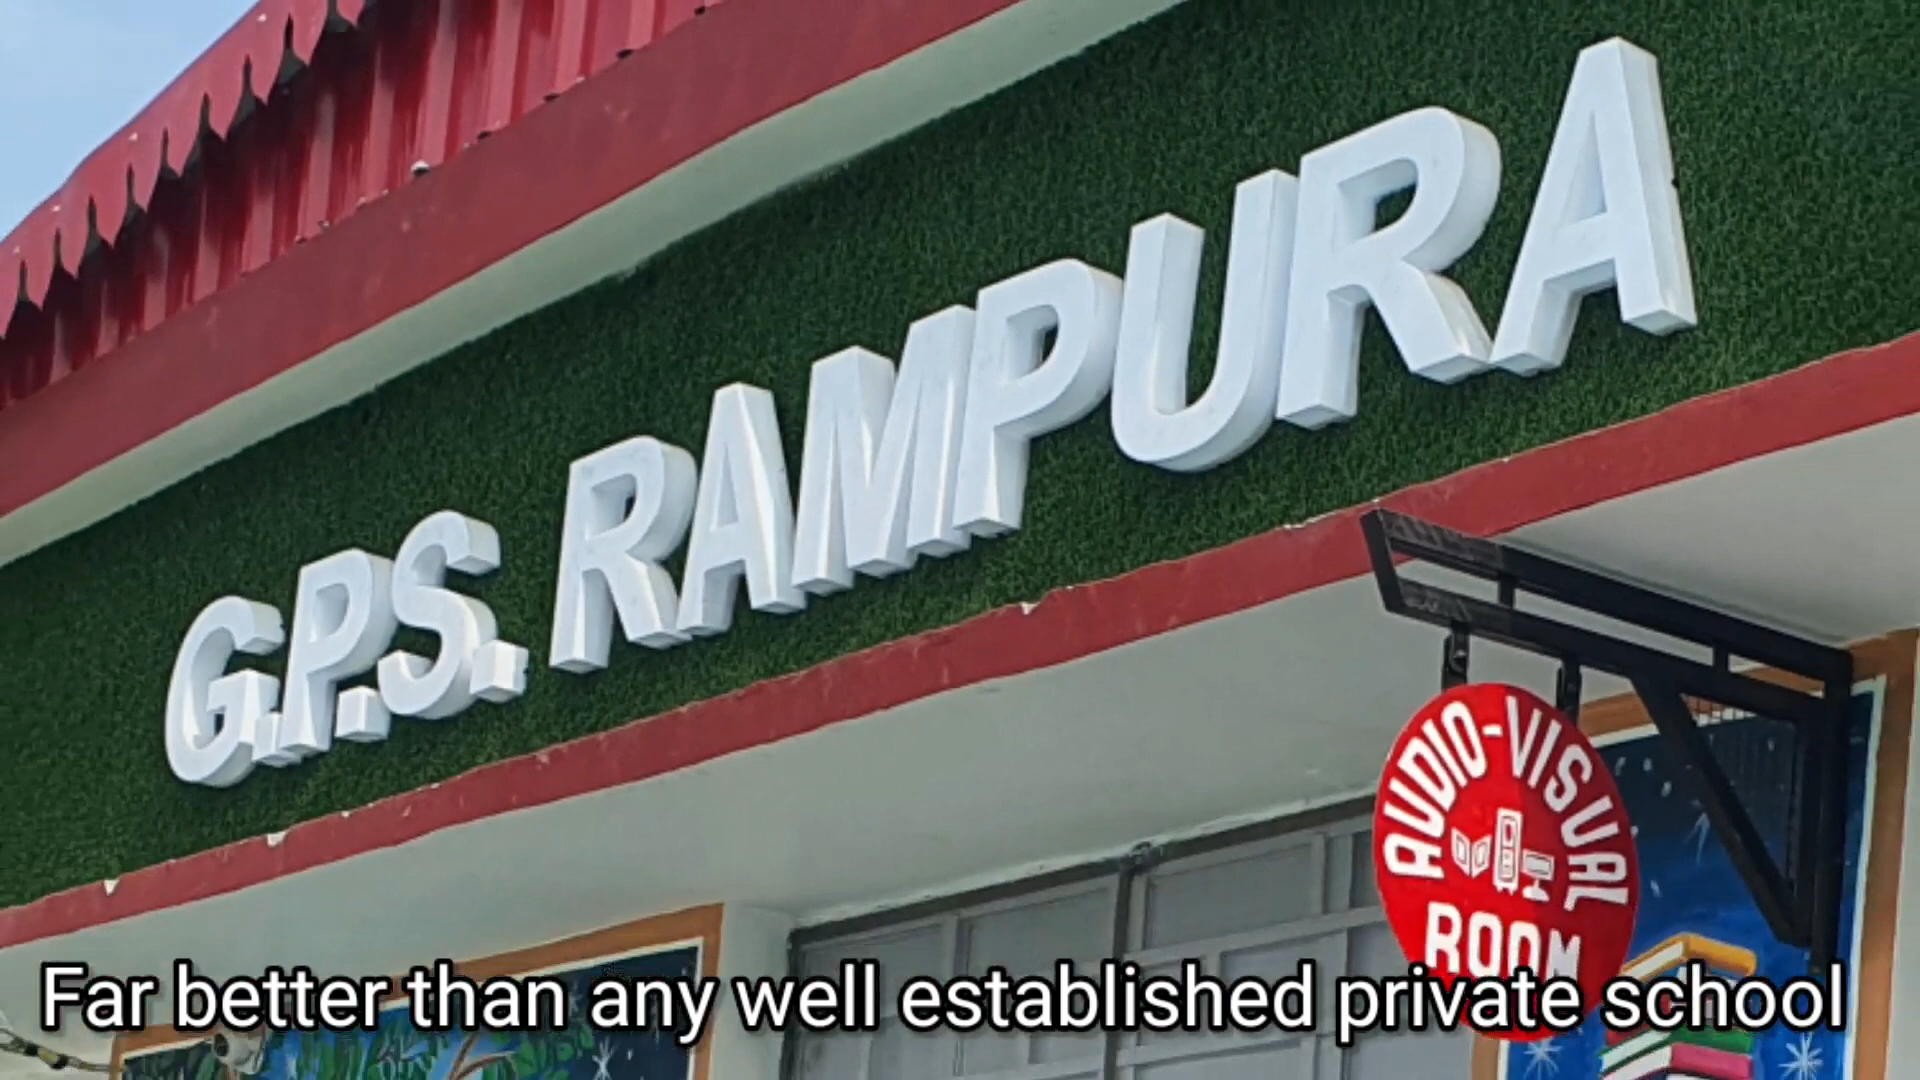 G.P.S. RAMPURA
AUDIO-VISUAL
ROOM
Far better than any well established private school